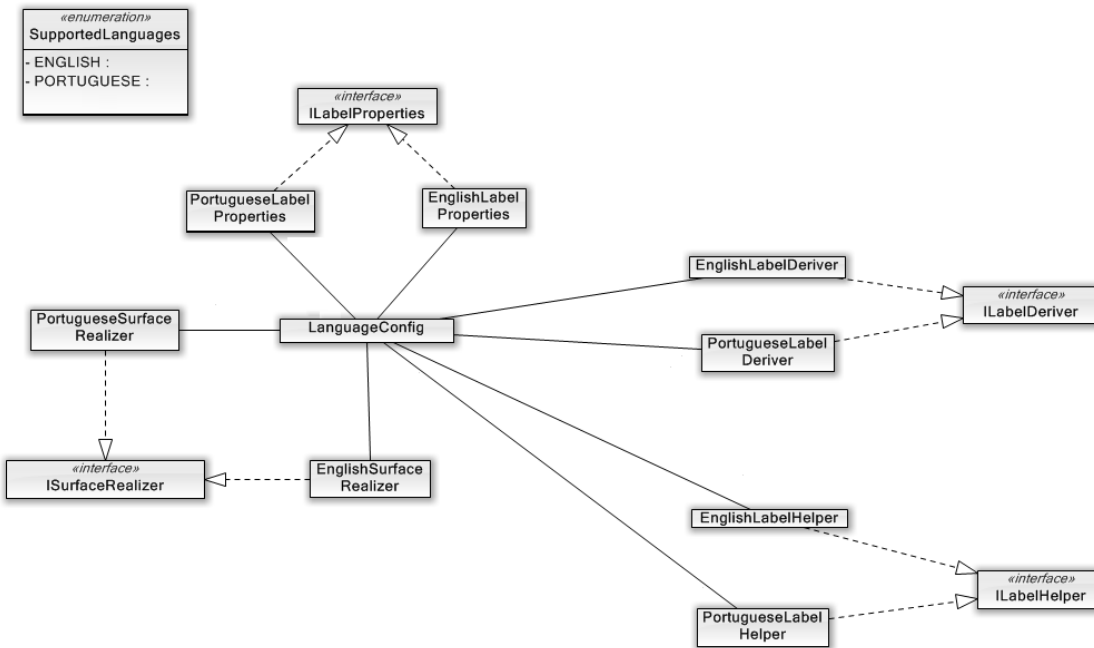 «enumeration»
SupportedLanguages
- ENGLISH :
- PORTUGUESE :
«interface»
ILabelProperties
PortugueseLabel
Properties
EnglishLabel
Properties
EnglishLabelDeriver
«interface»
ILabelDeriver
PortugueseSurface
Realizer
LanguageConfig
PortugueseLabel
Deriver
«interface»
ISurfaceRealizer
EnglishSurface
Realizer
EnglishLabelHelper
«interface»
ILabelHelper
PortugueseLabel
Helper